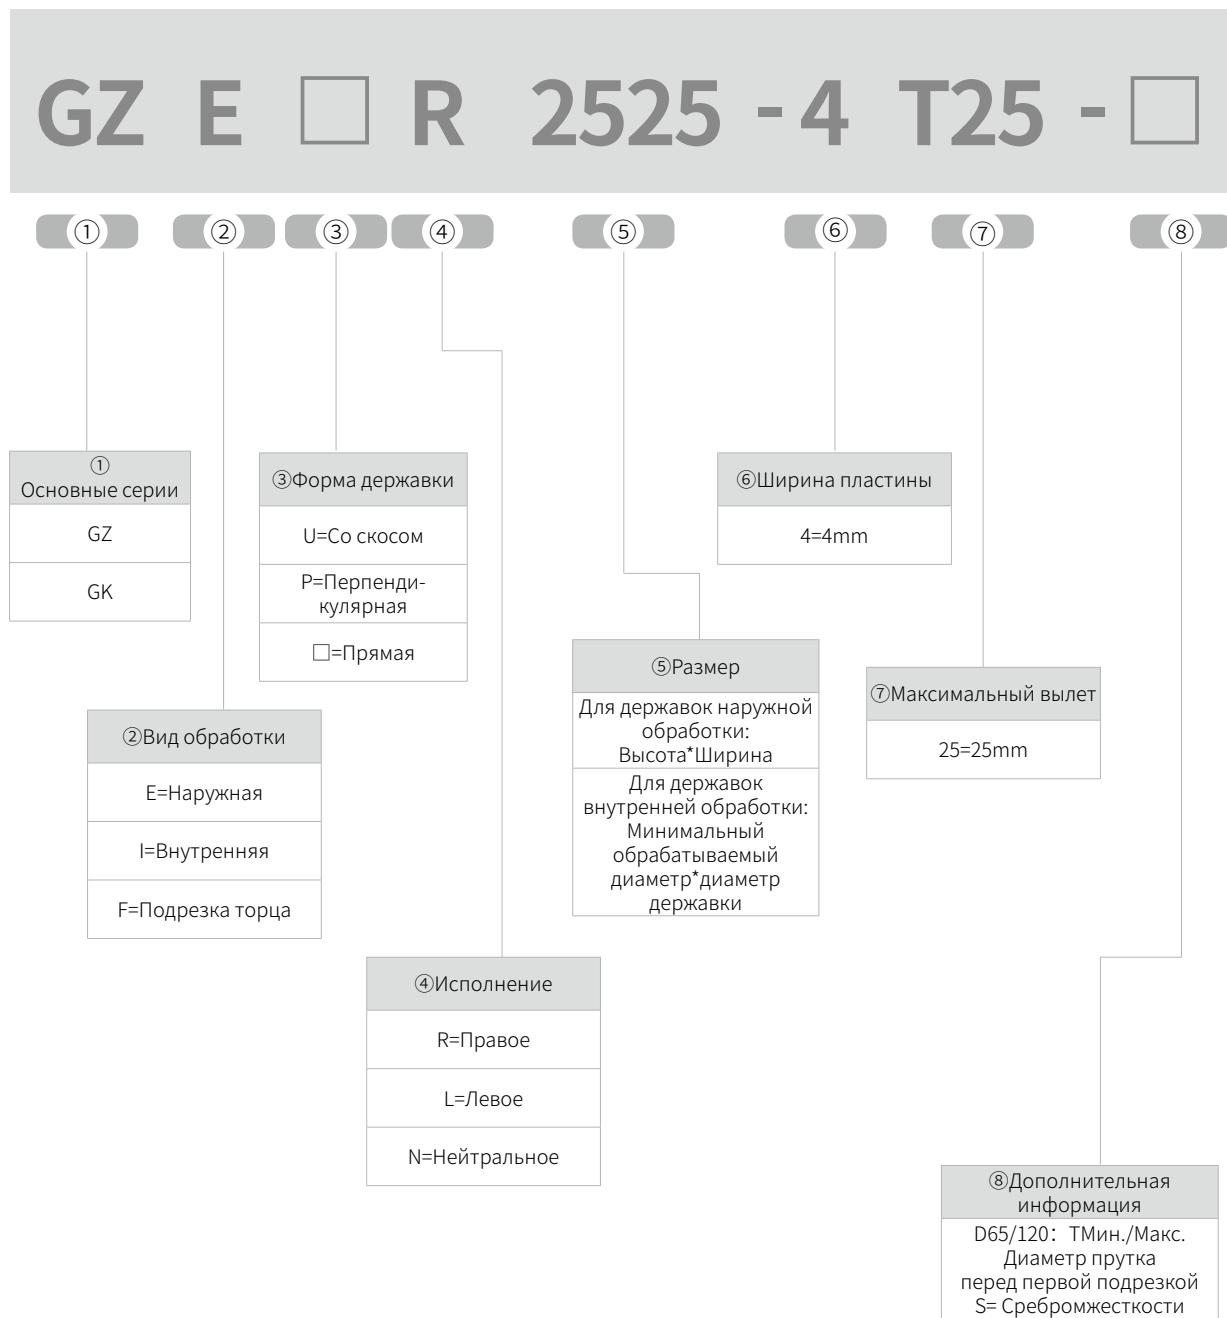 GZ E □ R 2525 - 4 T25 - □
① ② ③ ④ ⑤ ⑥ ⑦ ⑧
①
Основные серии
GZ
GK
③Форма державки
U=Со скосом
P=Перпенди-
кулярная
□=Прямая
⑥Ширина пластины
4=4mm
⑤Размер
Для державок наружной
обработки:
Высота*Ширина
Для державок
внутренней обработки:
Минимальный
обрабатываемый
диаметр*диаметр
державки
⑦Максимальный вылет
25=25mm
②Вид обработки
E=Наружная
I=Внутренняя
F=Подрезка торца
④Исполнение
R=Правое
L=Левое
N=Нейтральное
⑧Дополнительная
информация
D65/120：TМин./Макс.
Диаметр прутка
перед первой подрезкой
S= Сребромжесткости